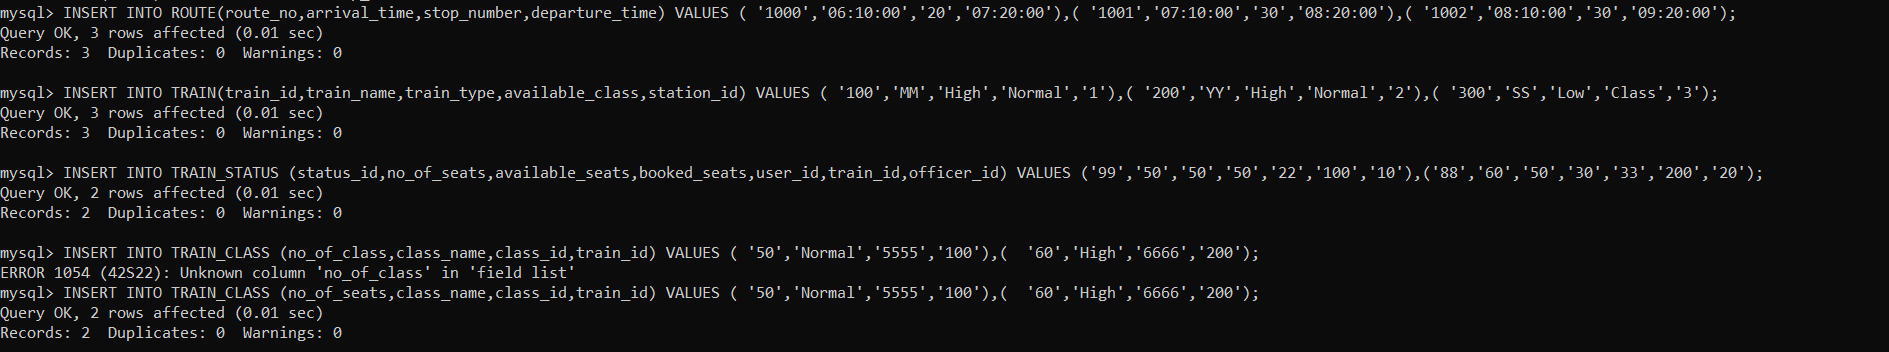 mysql> INSERT INTO ROUTE(route_no,arrival_time,stop_number,departure_time) VALUES ( '1000','06:10:00','20','07:20:00'),( '1001','07:10:00','30','08:20:00'),( '1002','08:10:00','30','09:20:00');
Query OK, 3 rows affected (0.01 sec)
Records: 3  Duplicates: 0  Warnings: 0

mysql> INSERT INTO TRAIN(train_id,train_name,train_type,available_class,station_id) VALUES ( '100','MM','High','Normal','1'),( '200','YY','High','Normal','2'),( '300','SS','Low','Class','3');
Query OK, 3 rows affected (0.01 sec)
Records: 3  Duplicates: 0  Warnings: 0

mysql> INSERT INTO TRAIN_STATUS (status_id,no_of_seats,available_seats,booked_seats,user_id,train_id,officer_id) VALUES ('99','50','50','50','22','100','10'),('88','60','50','30','33','200','20');
Query OK, 2 rows affected (0.01 sec)
Records: 2  Duplicates: 0  Warnings: 0

mysql> INSERT INTO TRAIN_CLASS (no_of_class,class_name,class_id,train_id) VALUES ( '50','Normal','5555','100'),(  '60','High','6666','200');
ERROR 1054 (42S22): Unknown column 'no_of_class' in 'field list'
mysql> INSERT INTO TRAIN_CLASS (no_of_seats,class_name,class_id,train_id) VALUES ( '50','Normal','5555','100'),(  '60','High','6666','200');
Query OK, 2 rows affected (0.01 sec)
Records: 2  Duplicates: 0  Warnings: 0